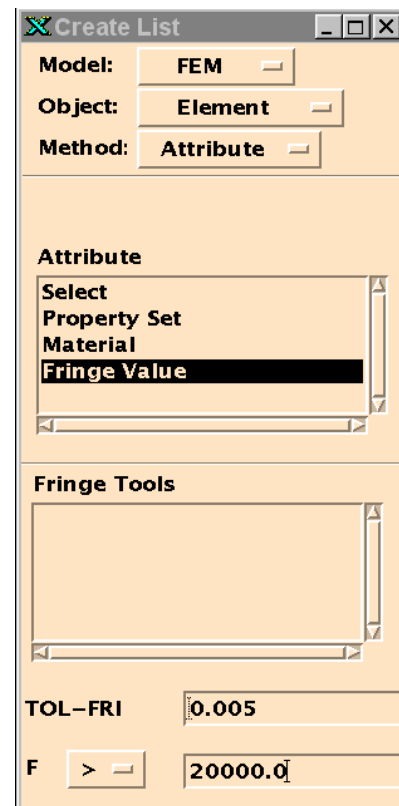 Create List
Model: FEM
Object: Element
Method: Attribute
Attribute
Select
Property Set
Material
Fringe Value
Fringe Tools
TOL-FRI 0.005
F > 20000.0